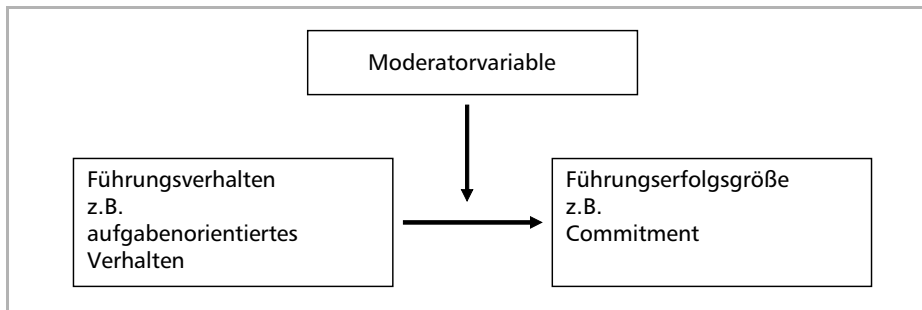 Moderatorvariable
Führungsverhalten
z.B.
aufgabenorientiertes
Verhalten
Führungserfolgsgröße
z.B.
Commitment